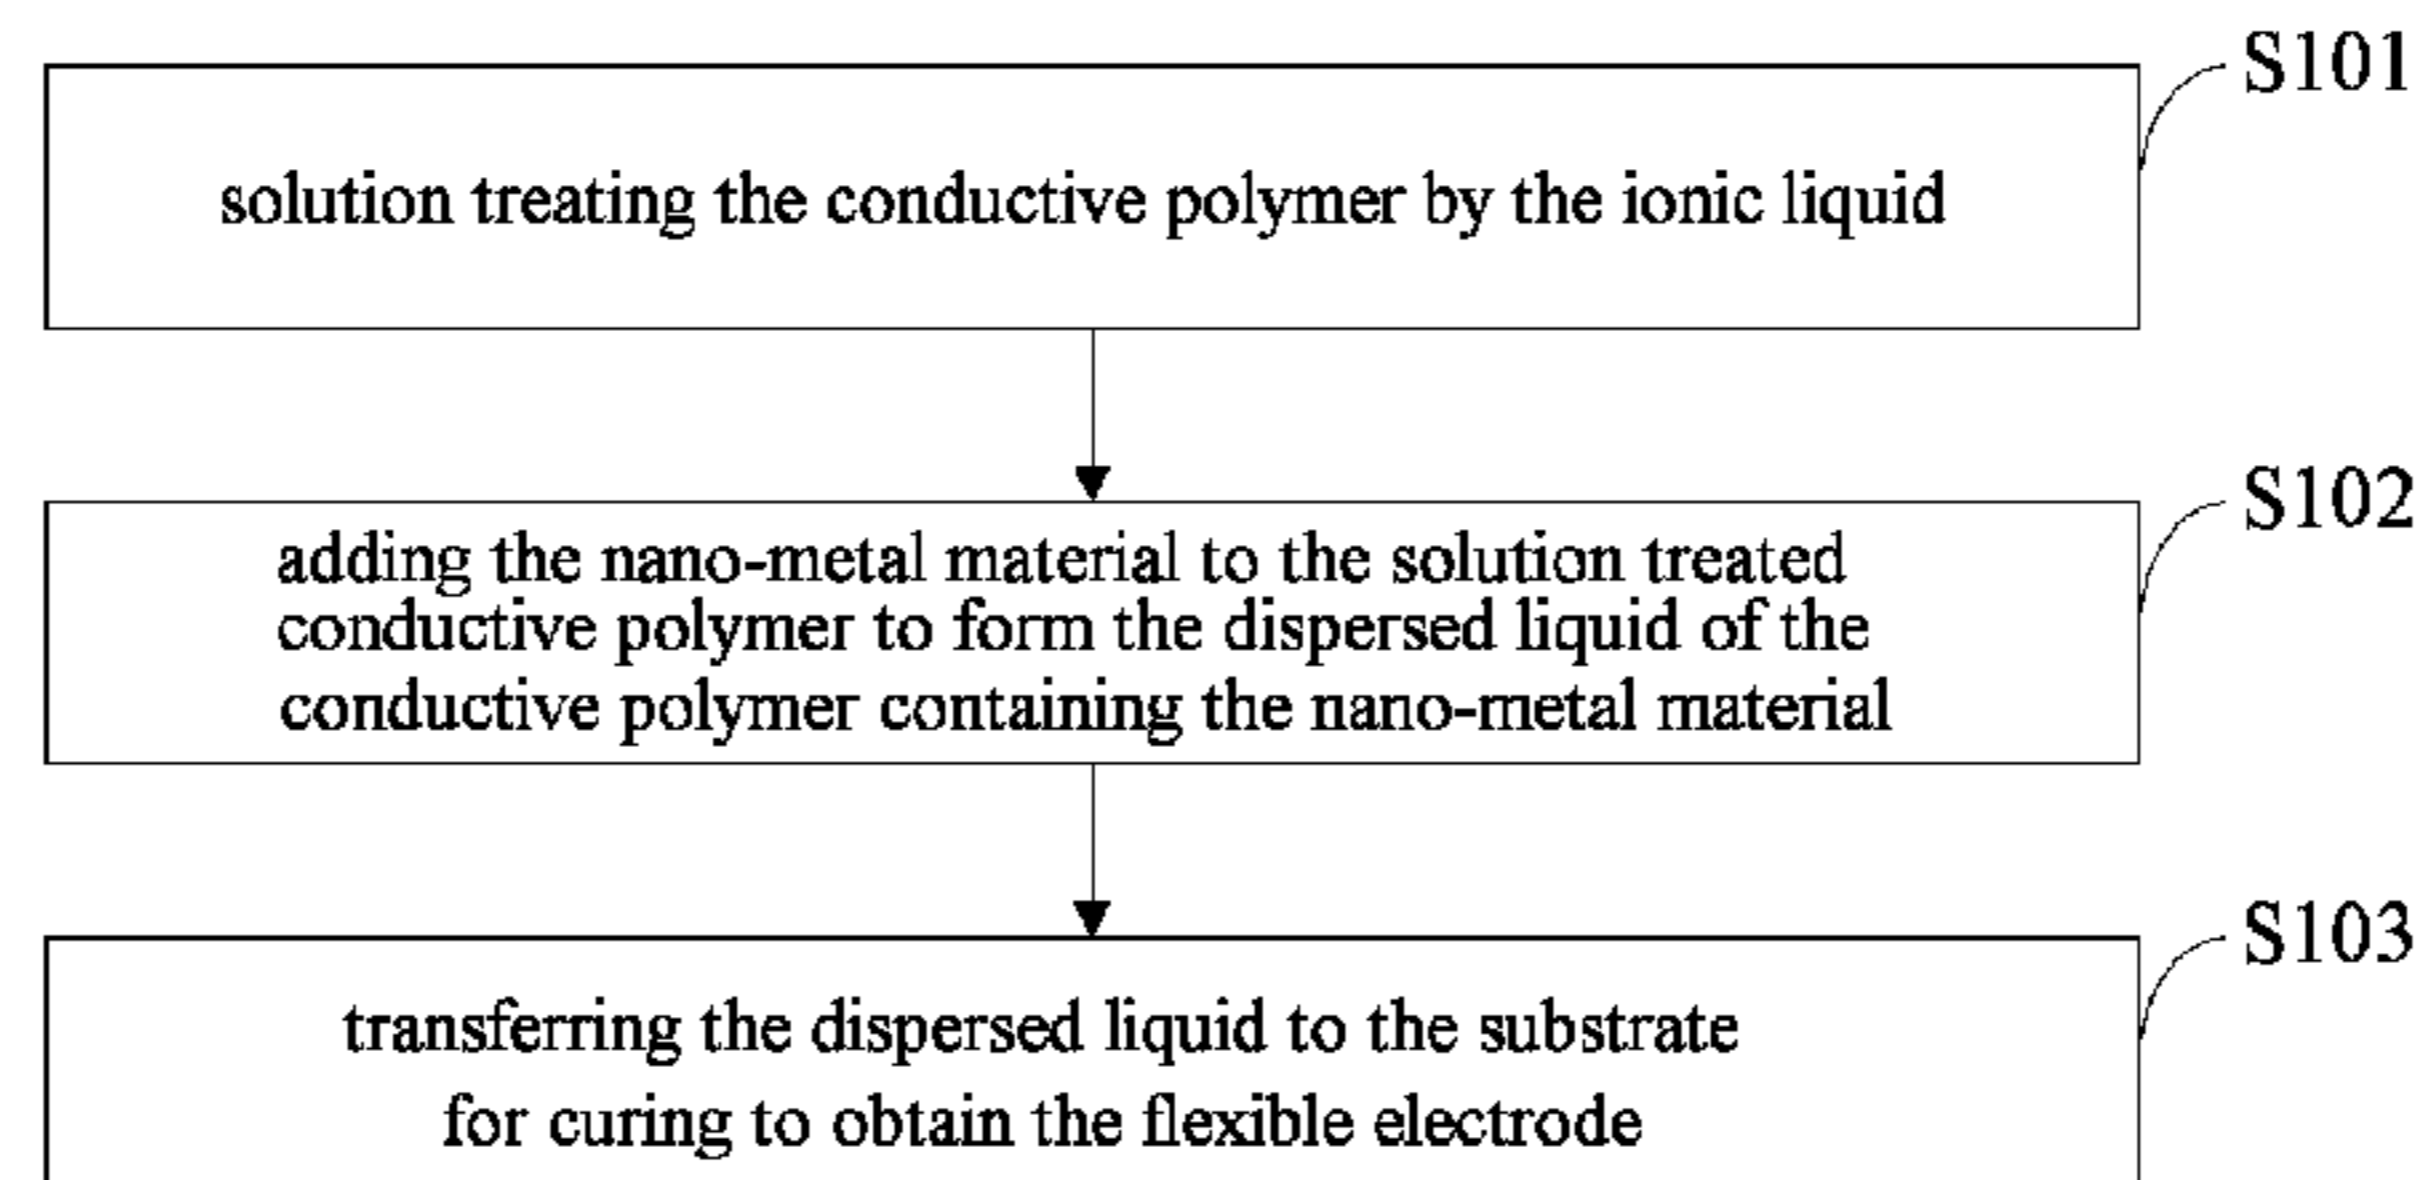 S101
solution treating the conductive polymer by the ionic liquid
S102
adding the nano-metal material to the solution treated
conductive polymer to form the dispersed liquid of the
conductive polymer containing the nano-metal material
S103
transferring the dispersed liquid to the substrate
for curing to obtain the flexible electrode